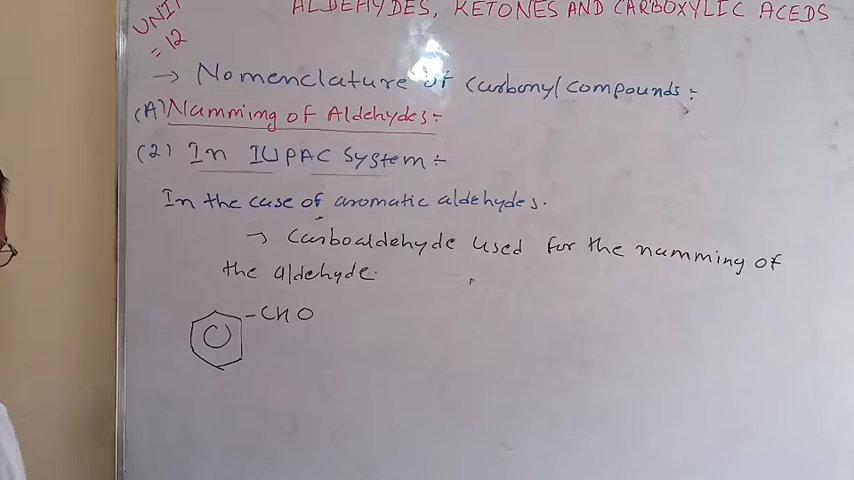 UNIT
= 12
ALDEHYDES, KETONES AND CARBOXYLIC ACEDS
→ Nomenclature of carbonyl compounds :-
(A) Namming of Aldehydes :-
(2) In IUPAC System :-
In the case of aromatic aldehydes.
→ Carboaldehyde used for the namming of
the aldehyde.
-CHO